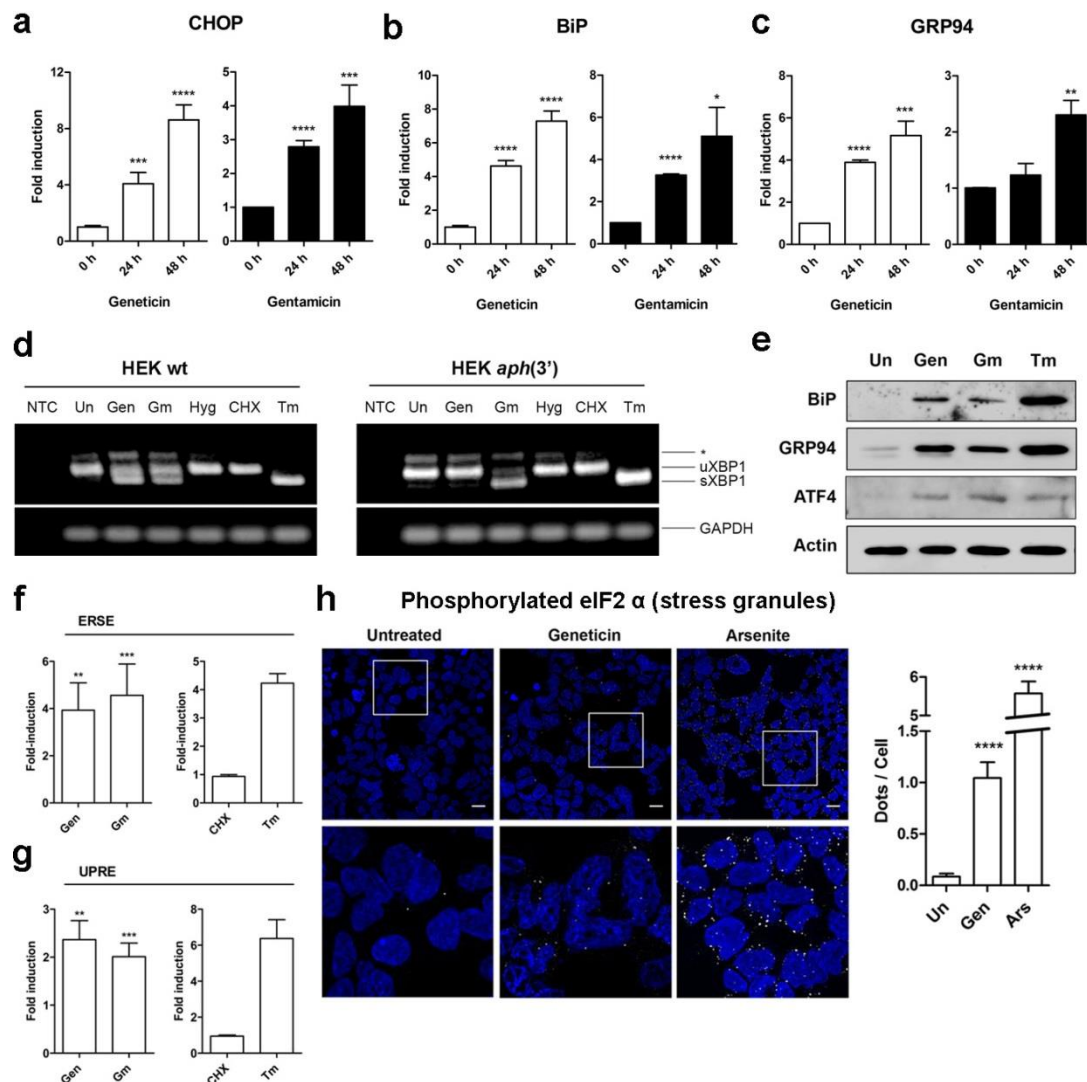 a CHOP
Fold induction
12
8
4
0
****
***
0 h
24 h
48 h
Geneticin
5
4
3
2
1
0
****
***
0 h
24 h
48 h
Gentamicin
b BiP
Fold induction
10
8
6
4
2
0
****
****
0 h
24 h
48 h
Geneticin
8
6
4
2
0
****
*
0 h
24 h
48 h
Gentamicin
c GRP94
Fold induction
8
6
4
2
0
****
***
0 h
24 h
48 h
Geneticin
3
2
1
0
**
0 h
24 h
48 h
Gentamicin
d
HEK wt
NTC Un Gen Gm Hyg CHX Tm
HEK aph(3')
NTC Un Gen Gm Hyg CHX Tm
*
uXBP1
sXBP1
GAPDH
e
Un Gen Gm Tm
BiP
GRP94
ATF4
Actin
f
ERSE
Fold-induction
6
4
2
0
**
***
Gen
Gm
Fold-induction
5
4
3
2
1
0
CHX
Tm
g
UPRE
Fold induction
3
2
1
0
**
***
Gen
Gm
Fold induction
8
6
4
2
0
CHX
Tm
h Phosphorylated eIF2 α (stress granules)
Untreated Geneticin Arsenite
Dots / Cell
6
5
1.5
1.0
0.5
0.0
****
****
Un
Gen
Ars